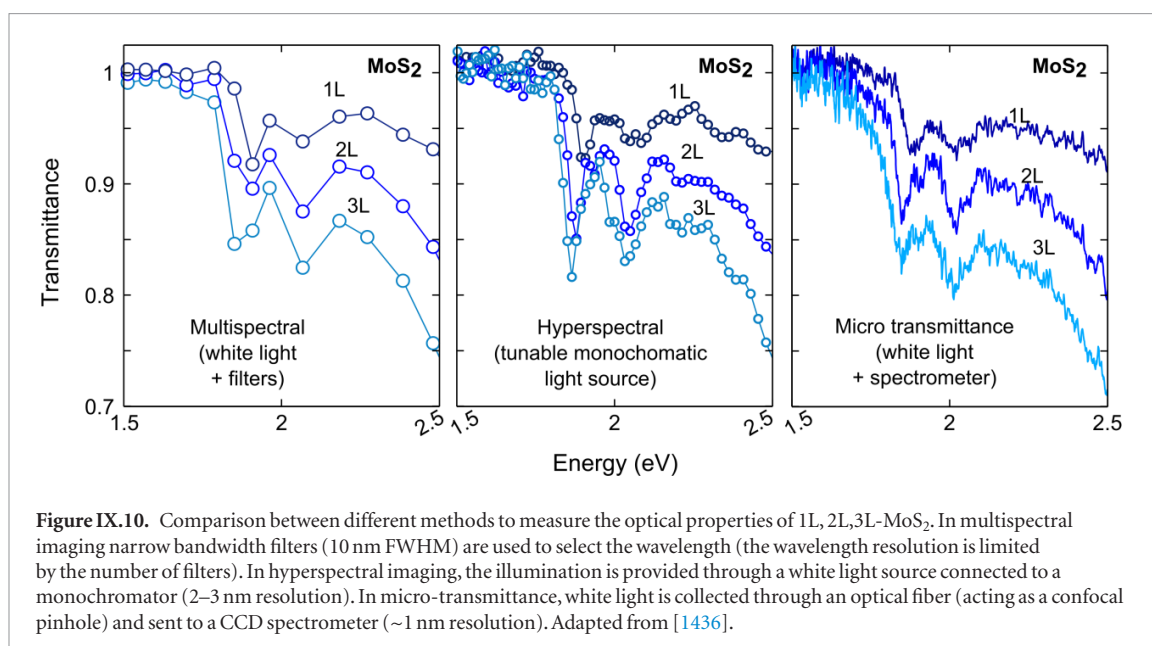 MoS₂ MoS₂ MoS₂
1 0.9 0.8 0.7
Transmittance
1L
2L
3L
Multispectral
(white light
+ filters)
1.5 2 2.5
1L
2L
3L
Hyperspectral
(tunable monochomatic
light source)
1.5 2 2.5
1L
2L
3L
Micro transmittance
(white light
+ spectrometer)
1.5 2 2.5
Energy (eV)
Figure IX.10. Comparison between different methods to measure the optical properties of 1L, 2L,3L-MoS₂. In multispectral
imaging narrow bandwidth filters (10 nm FWHM) are used to select the wavelength (the wavelength resolution is limited
by the number of filters). In hyperspectral imaging, the illumination is provided through a white light source connected to a
monochromator (2–3 nm resolution). In micro-transmittance, white light is collected through an optical fiber (acting as a confocal
pinhole) and sent to a CCD spectrometer (~1 nm resolution). Adapted from [1436].